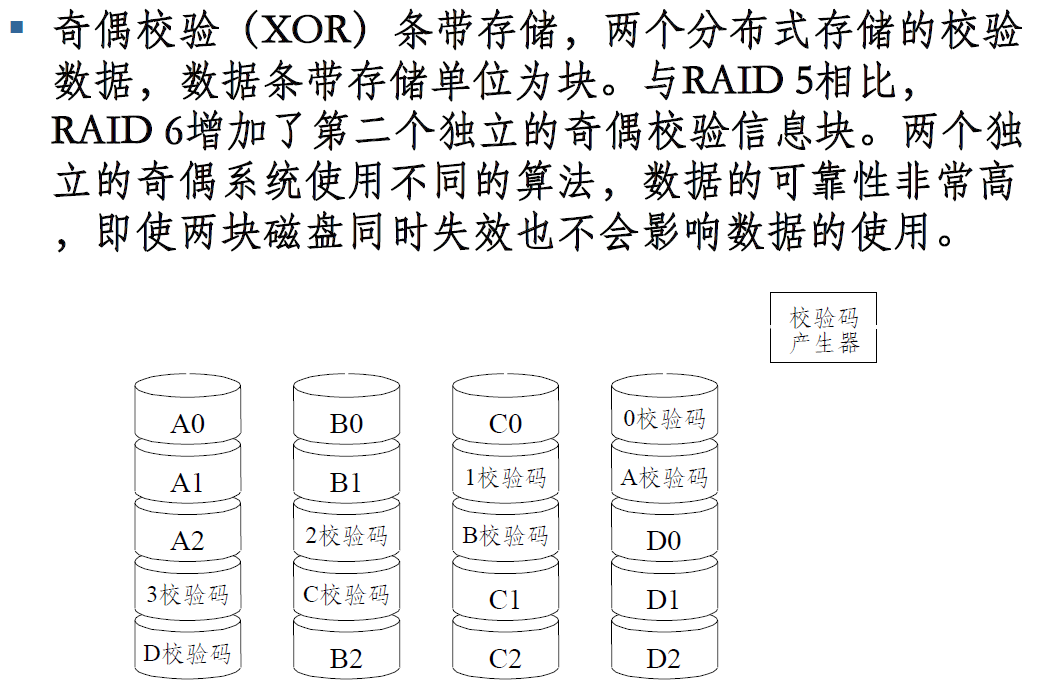 奇偶校验（XOR）条带存储，两个分布式存储的校验
数据，数据条带存储单位为块。与RAID 5相比，
RAID 6增加了第二个独立的奇偶校验信息块。两个独
立的奇偶系统使用不同的算法，数据的可靠性非常高
，即使两块磁盘同时失效也不会影响数据的使用。
校验码
产生器
A0 B0 C0 0校验码
A1 B1 1校验码 A校验码
A2 2校验码 B校验码 D0
3校验码 C校验码 C1 D1
D校验码 B2 C2 D2